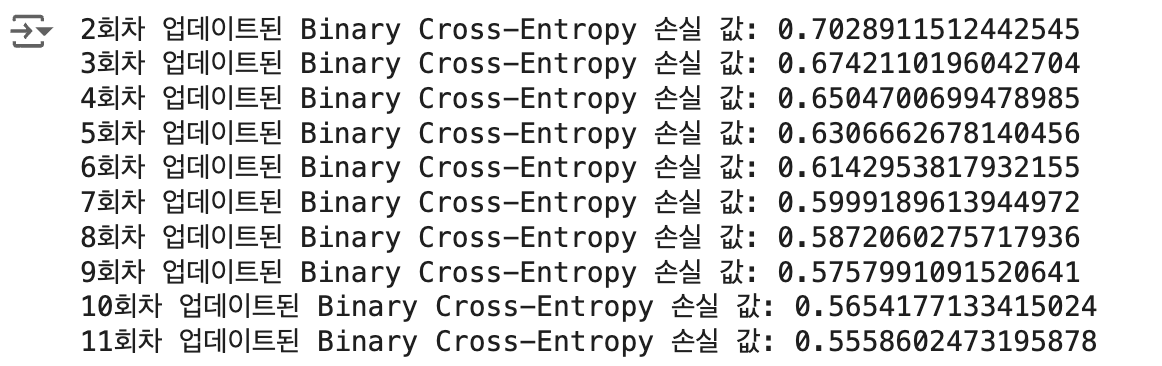 2회차 업데이트된 Binary Cross-Entropy 손실 값: 0.7028911512442545
3회차 업데이트된 Binary Cross-Entropy 손실 값: 0.6742110196042704
4회차 업데이트된 Binary Cross-Entropy 손실 값: 0.6504700699478985
5회차 업데이트된 Binary Cross-Entropy 손실 값: 0.6306662678140456
6회차 업데이트된 Binary Cross-Entropy 손실 값: 0.6142953817932155
7회차 업데이트된 Binary Cross-Entropy 손실 값: 0.5999189613944972
8회차 업데이트된 Binary Cross-Entropy 손실 값: 0.5872060275717936
9회차 업데이트된 Binary Cross-Entropy 손실 값: 0.5757991091520641
10회차 업데이트된 Binary Cross-Entropy 손실 값: 0.5654177133415024
11회차 업데이트된 Binary Cross-Entropy 손실 값: 0.5558602473195878